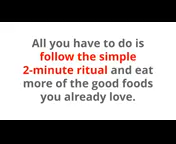 All you have to do is
follow the simple
2-minute ritual and eat
more of the good foods
you already love.